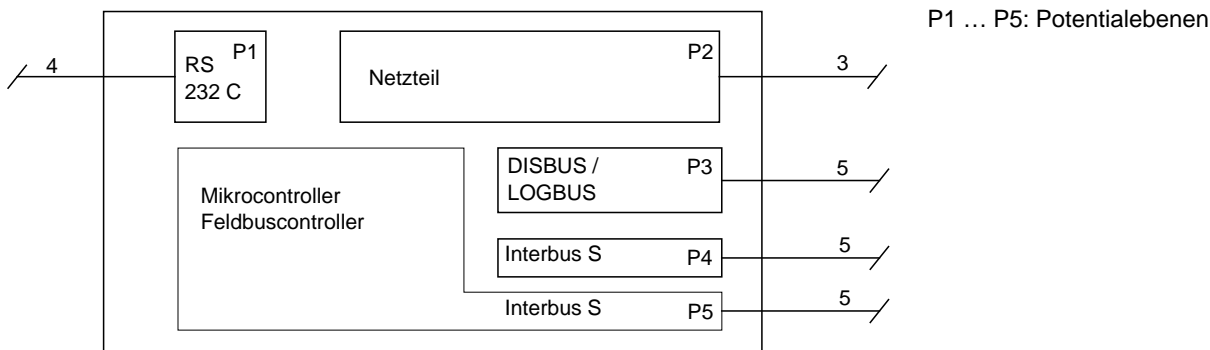 P1 … P5: Potentialebenen
4
RS
P1
232 C
Netzteil
P2
3
DISBUS /
LOGBUS
P3
5
Mikrocontroller
Feldbuscontroller
Interbus S
P4
5
Interbus S
P5
5